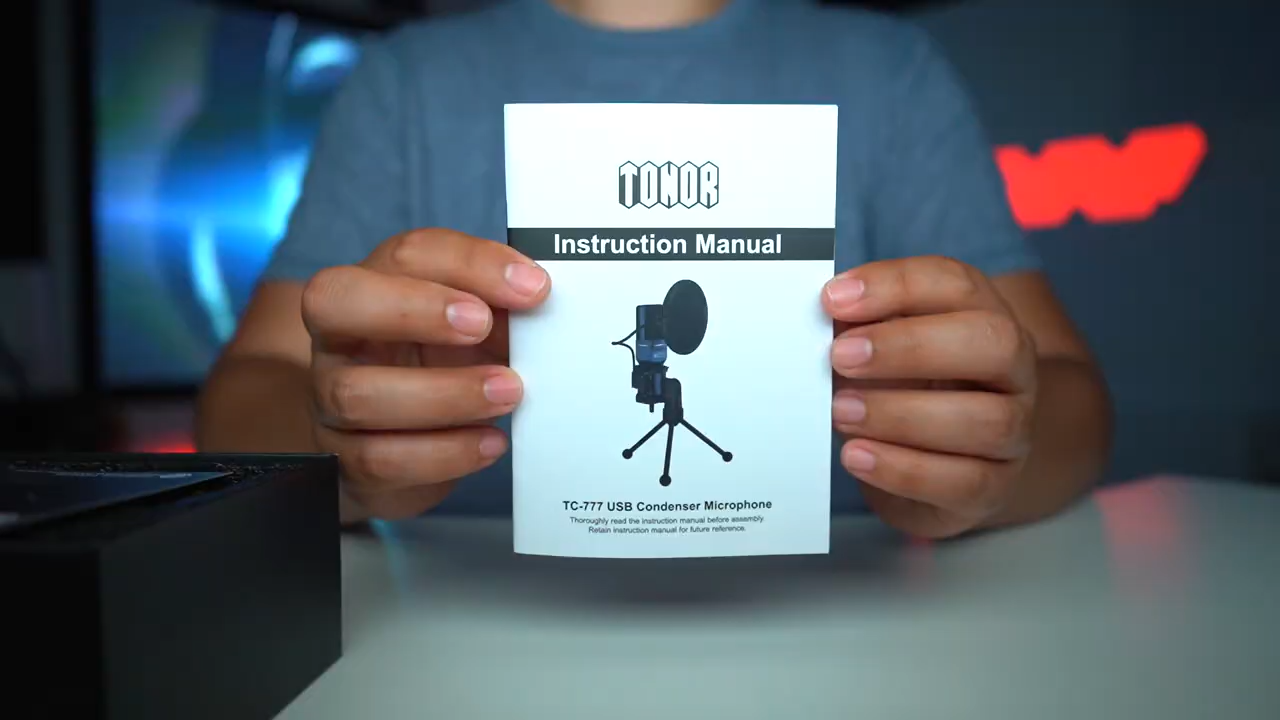 TONOR
Instruction Manual
TC-777 USB Condenser Microphone
Thoroughly read the instruction manual before assembly.
Retain instruction manual for future reference.